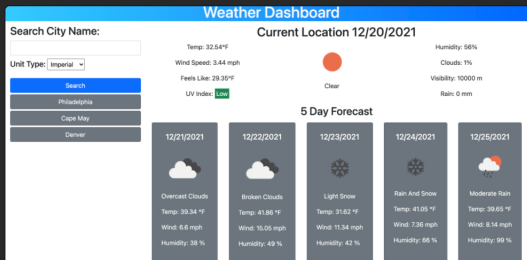 Weather Dashboard
Search City Name:
Unit Type: Imperial
Search
Philadelphia
Cape May
Denver
Current Location 12/20/2021
Temp: 32.54°F
Wind Speed: 3.44 mph
Feels Like: 29.35°F
UV Index: Low
Clear
Humidity: 56%
Clouds: 1%
Visibility: 10000 m
Rain: 0 mm
5 Day Forecast
12/21/2021
Overcast Clouds
Temp: 39.34 °F
Wind: 6.6 mph
Humidity: 38 %
12/22/2021
Broken Clouds
Temp: 41.86 °F
Wind: 15.05 mph
Humidity: 49 %
12/23/2021
Light Snow
Temp: 31.62 °F
Wind: 11.34 mph
Humidity: 42 %
12/24/2021
Rain And Snow
Temp: 41.05 °F
Wind: 7.36 mph
Humidity: 66 %
12/25/2021
Moderate Rain
Temp: 39.65 °F
Wind: 8.14 mph
Humidity: 99 %